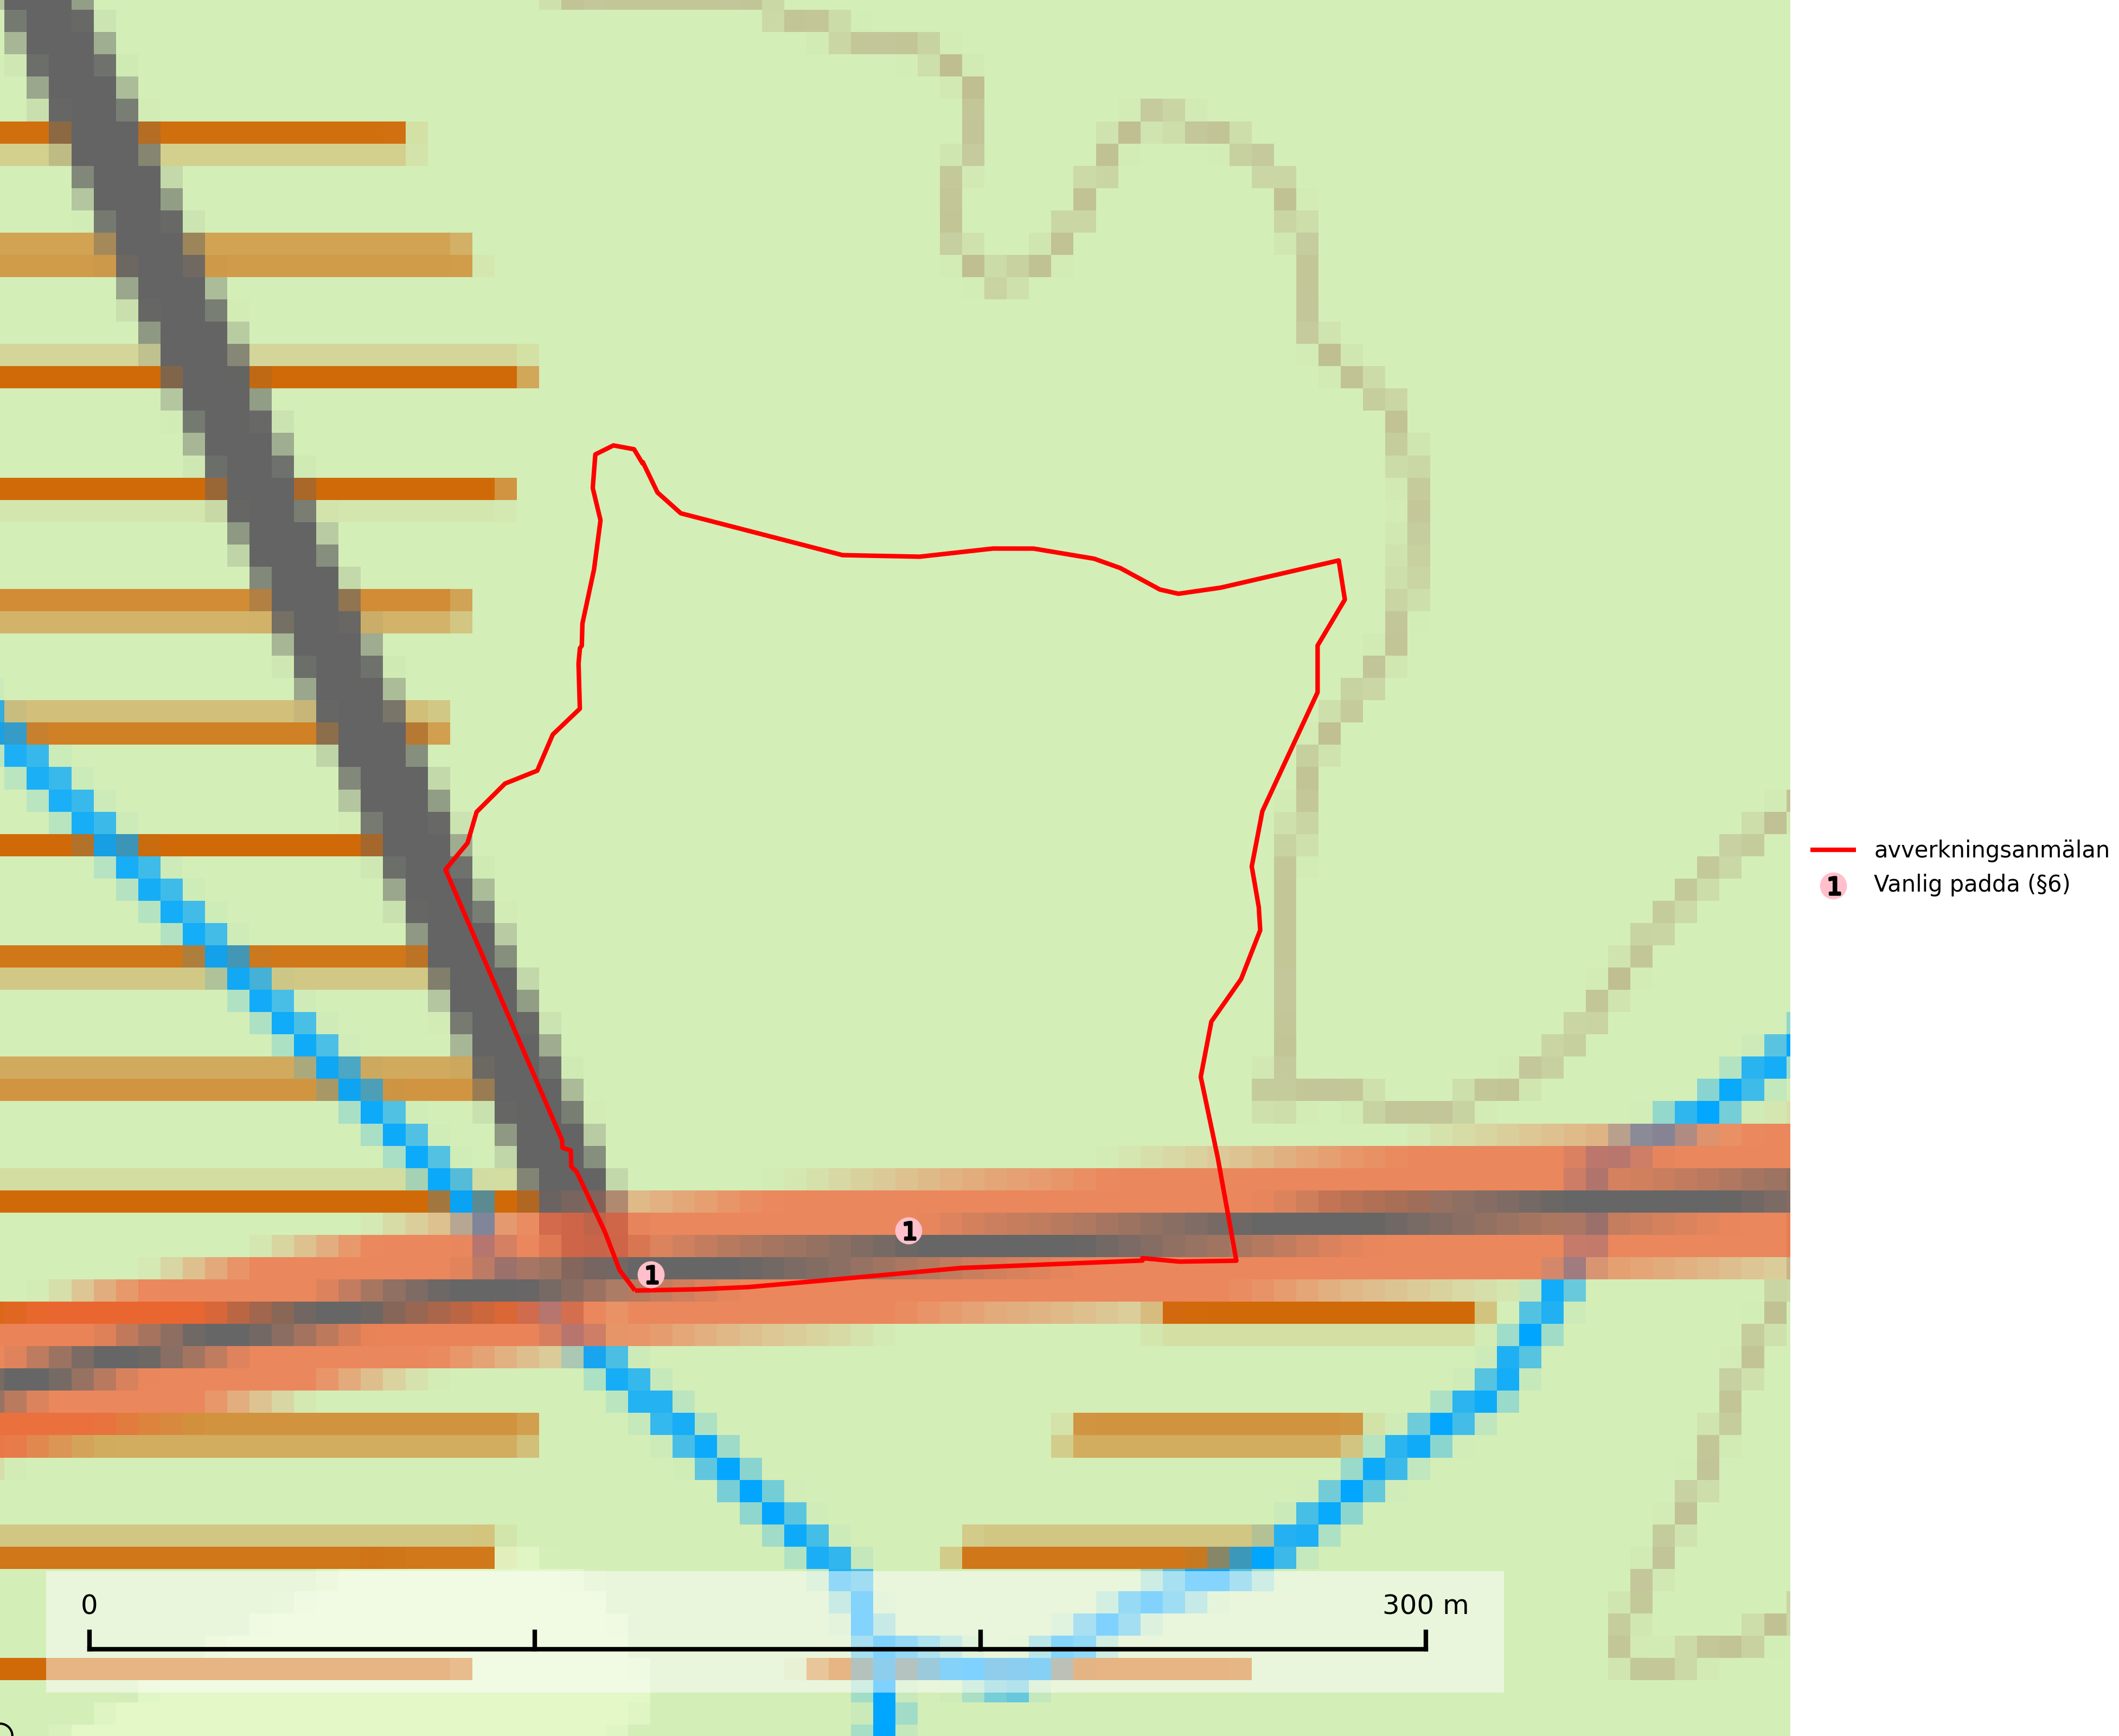 1
1
avverkningsanmälan
1 Vanlig padda (§6)
0 300 m